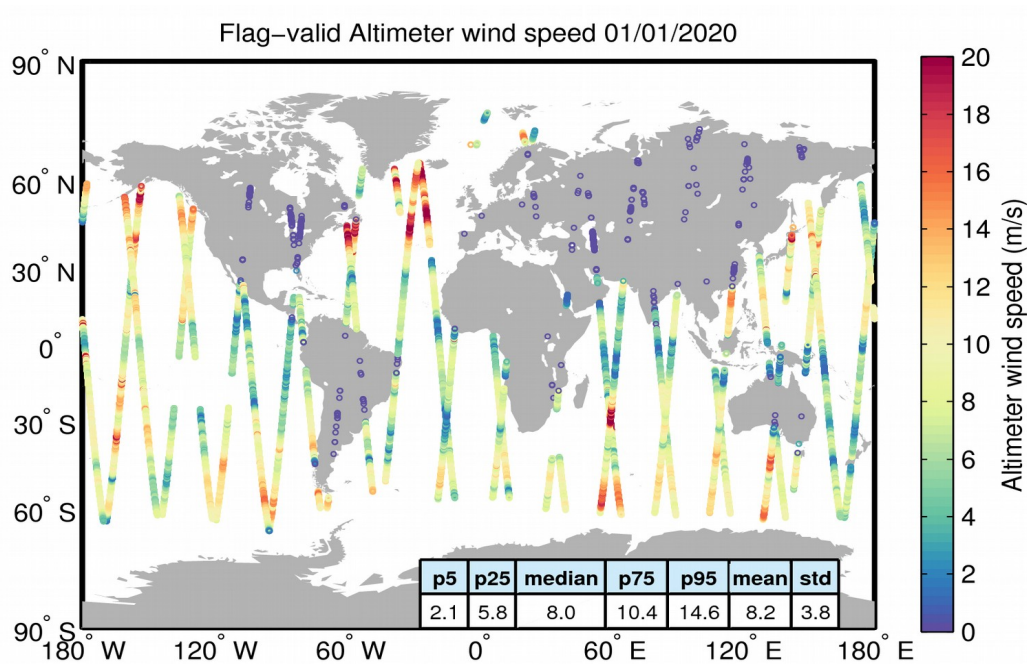 Flag−valid Altimeter wind speed 01/01/2020
90° N
60° N
30° N
0°
30° S
60° S
90° S
180° W
120° W
60° W
0°
60° E
120° E
180° E
p5 p25 median p75 p95 mean std
2.1 5.8 8.0 10.4 14.6 8.2 3.8
20
18
16
14
12
10
8
6
4
2
0
Altimeter wind speed (m/s)